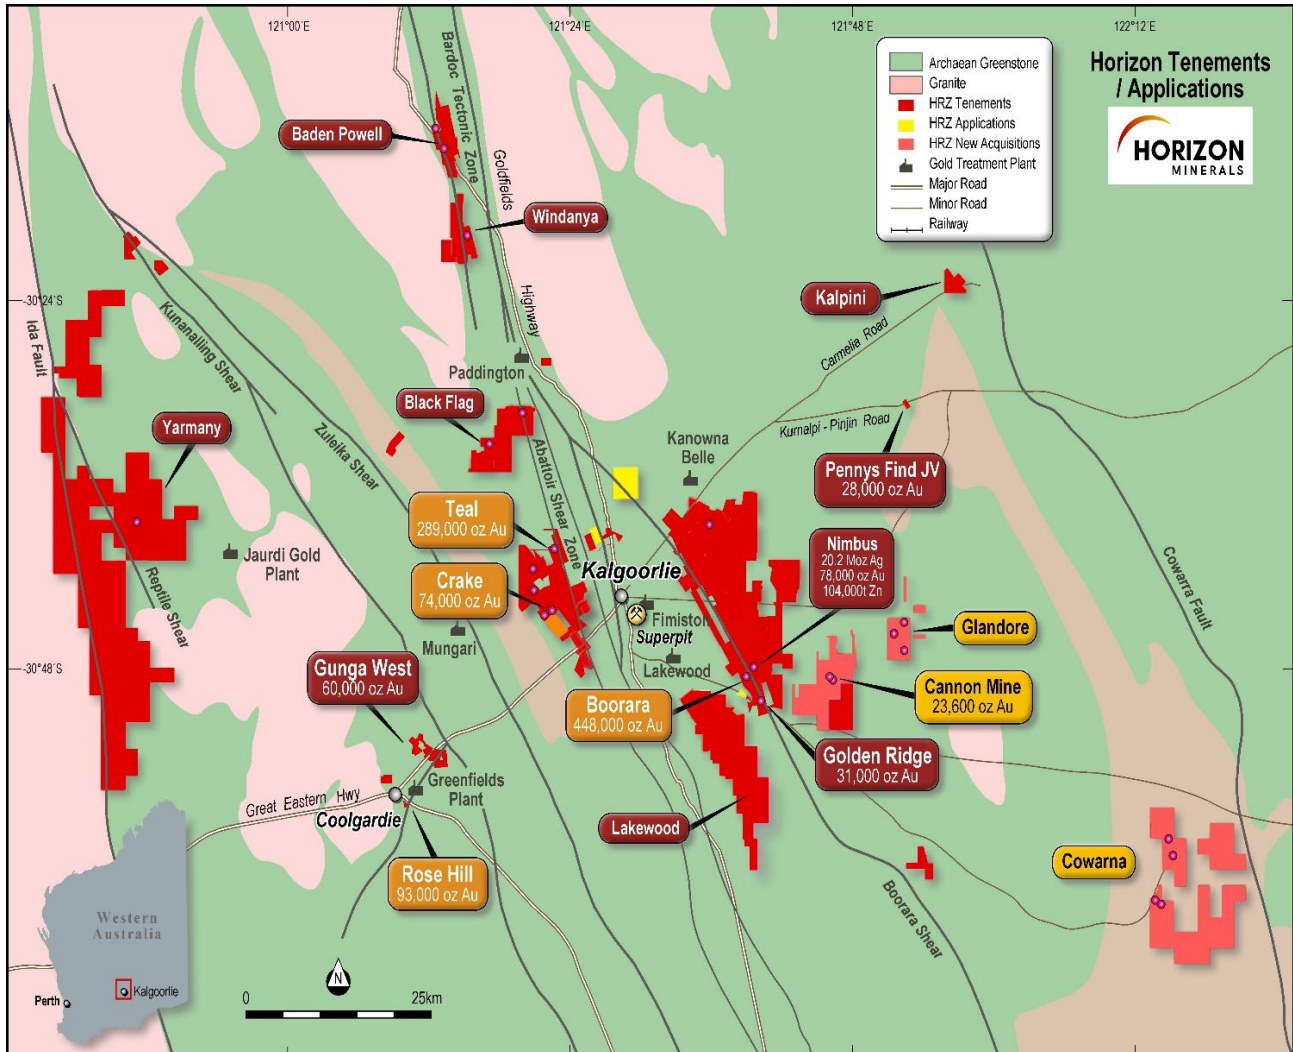 121°00´E
121°24´E
121°48´E
122°12´E
Archaean Greenstone
Granite
HRZ Tenements
HRZ Applications
HRZ New Acquisitions
Gold Treatment Plant
Major Road
Minor Road
Railway
Horizon Tenements
/ Applications
HORIZON
MINERALS
Bardoc Tectonic Zone
Goldfields
Highway
Baden Powell
Windanya
Kalpini
-30°24´S
Ida Fault
Kunanalling Shear
Zuleika Shear
Carmelia Road
Paddington
Black Flag
Kurnalpi - Pinjin Road
Yarmany
Abattoir Shear Zone
Kanowna
Belle
Pennys Find JV
28,000 oz Au
Teal
289,000 oz Au
Nimbus
20.2 Moz Ag
78,000 oz Au
104,000t Zn
Jaurdi Gold
Plant
Reptile Shear
Crake
74,000 oz Au
Kalgoorlie
Cowarra Fault
Fimiston
Superpit
Glandore
Mungari
Lakewood
-30°48´S
Gunga West
60,000 oz Au
Cannon Mine
23,600 oz Au
Boorara
448,000 oz Au
Golden Ridge
31,000 oz Au
Greenfields
Plant
Great Eastern Hwy
Coolgardie
Lakewood
Rose Hill
93,000 oz Au
Cowarna
Boorara Shear
Western
Australia
Perth
Kalgoorlie
N
0
25km